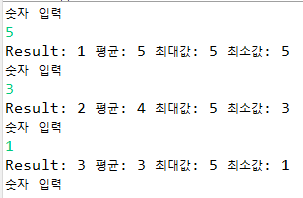 숫자 입력
5
Result: 1 평균: 5 최대값: 5 최소값: 5
숫자 입력
3
Result: 2 평균: 4 최대값: 5 최소값: 3
숫자 입력
1
Result: 3 평균: 3 최대값: 5 최소값: 1
숫자 입력